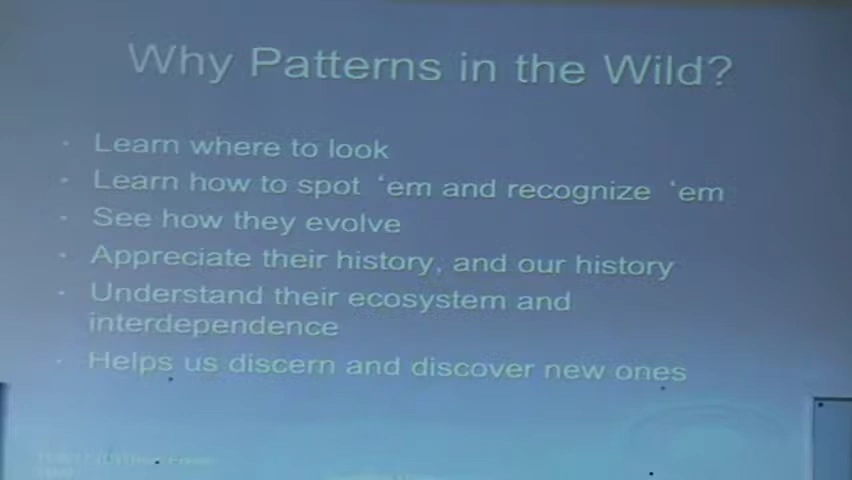 Why Patterns in the Wild?
• Learn where to look
• Learn how to spot ‘em and recognize ‘em
• See how they evolve
• Appreciate their history, and our history
• Understand their ecosystem and
interdependence
• Helps us discern and discover new ones